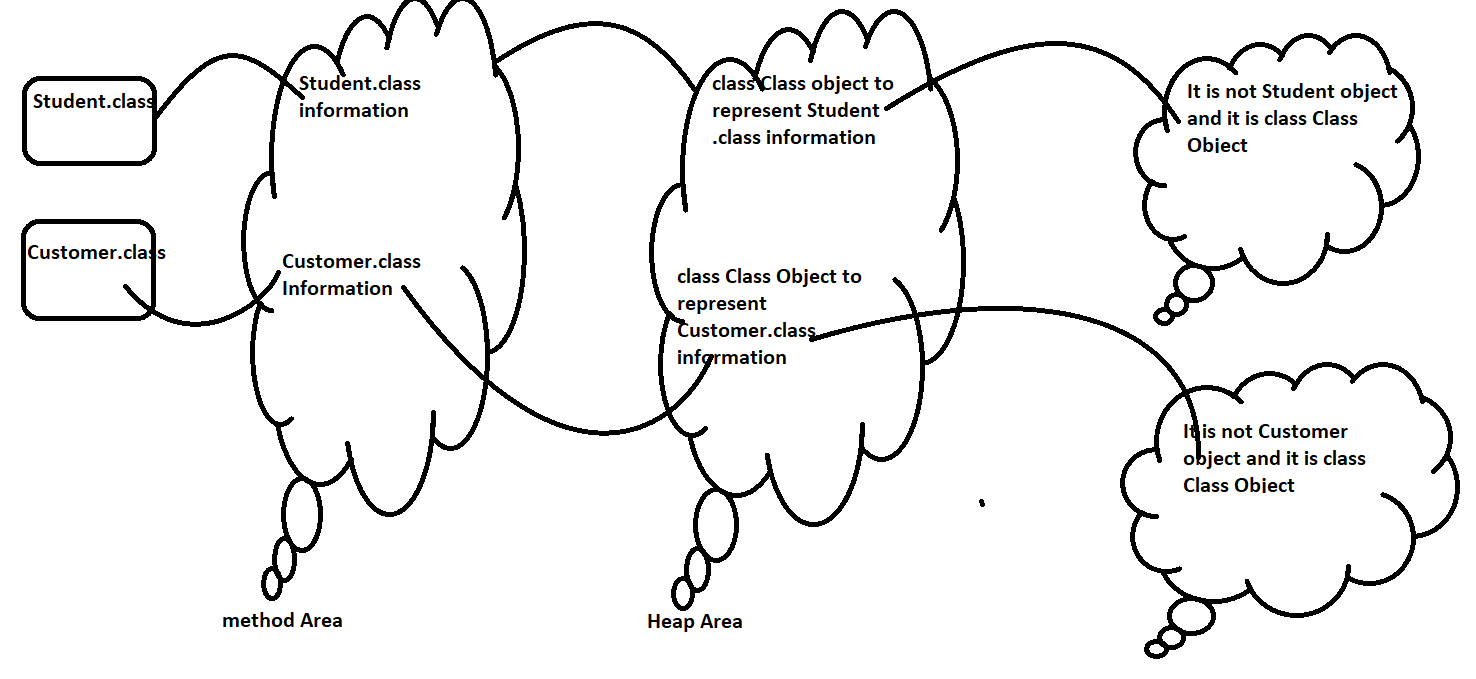 Student.class
Customer.class
Student.class
information
Customer.class
Information
method Area
class Class object to
represent Student
.class information
class Class Object to
represent
Customer.class
information
Heap Area
It is not Student object
and it is class Class
Object
It is not Customer
object and it is class
Class Object